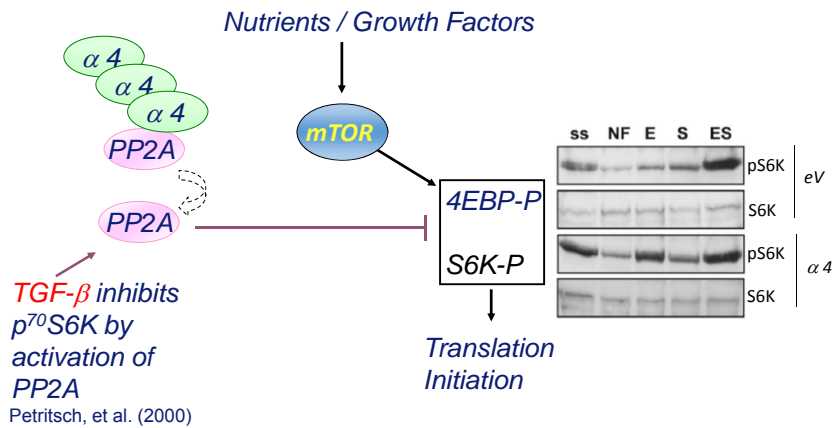 Nutrients / Growth Factors
α 4
α 4
α 4
PP2A
PP2A
mTOR
4EBP-P
S6K-P
Translation
Initiation
TGF-β inhibits
p70S6K by
activation of
PP2A
Petritsch, et al. (2000)
ss NF E S ES
pS6K
S6K
eV
pS6K
S6K
α 4